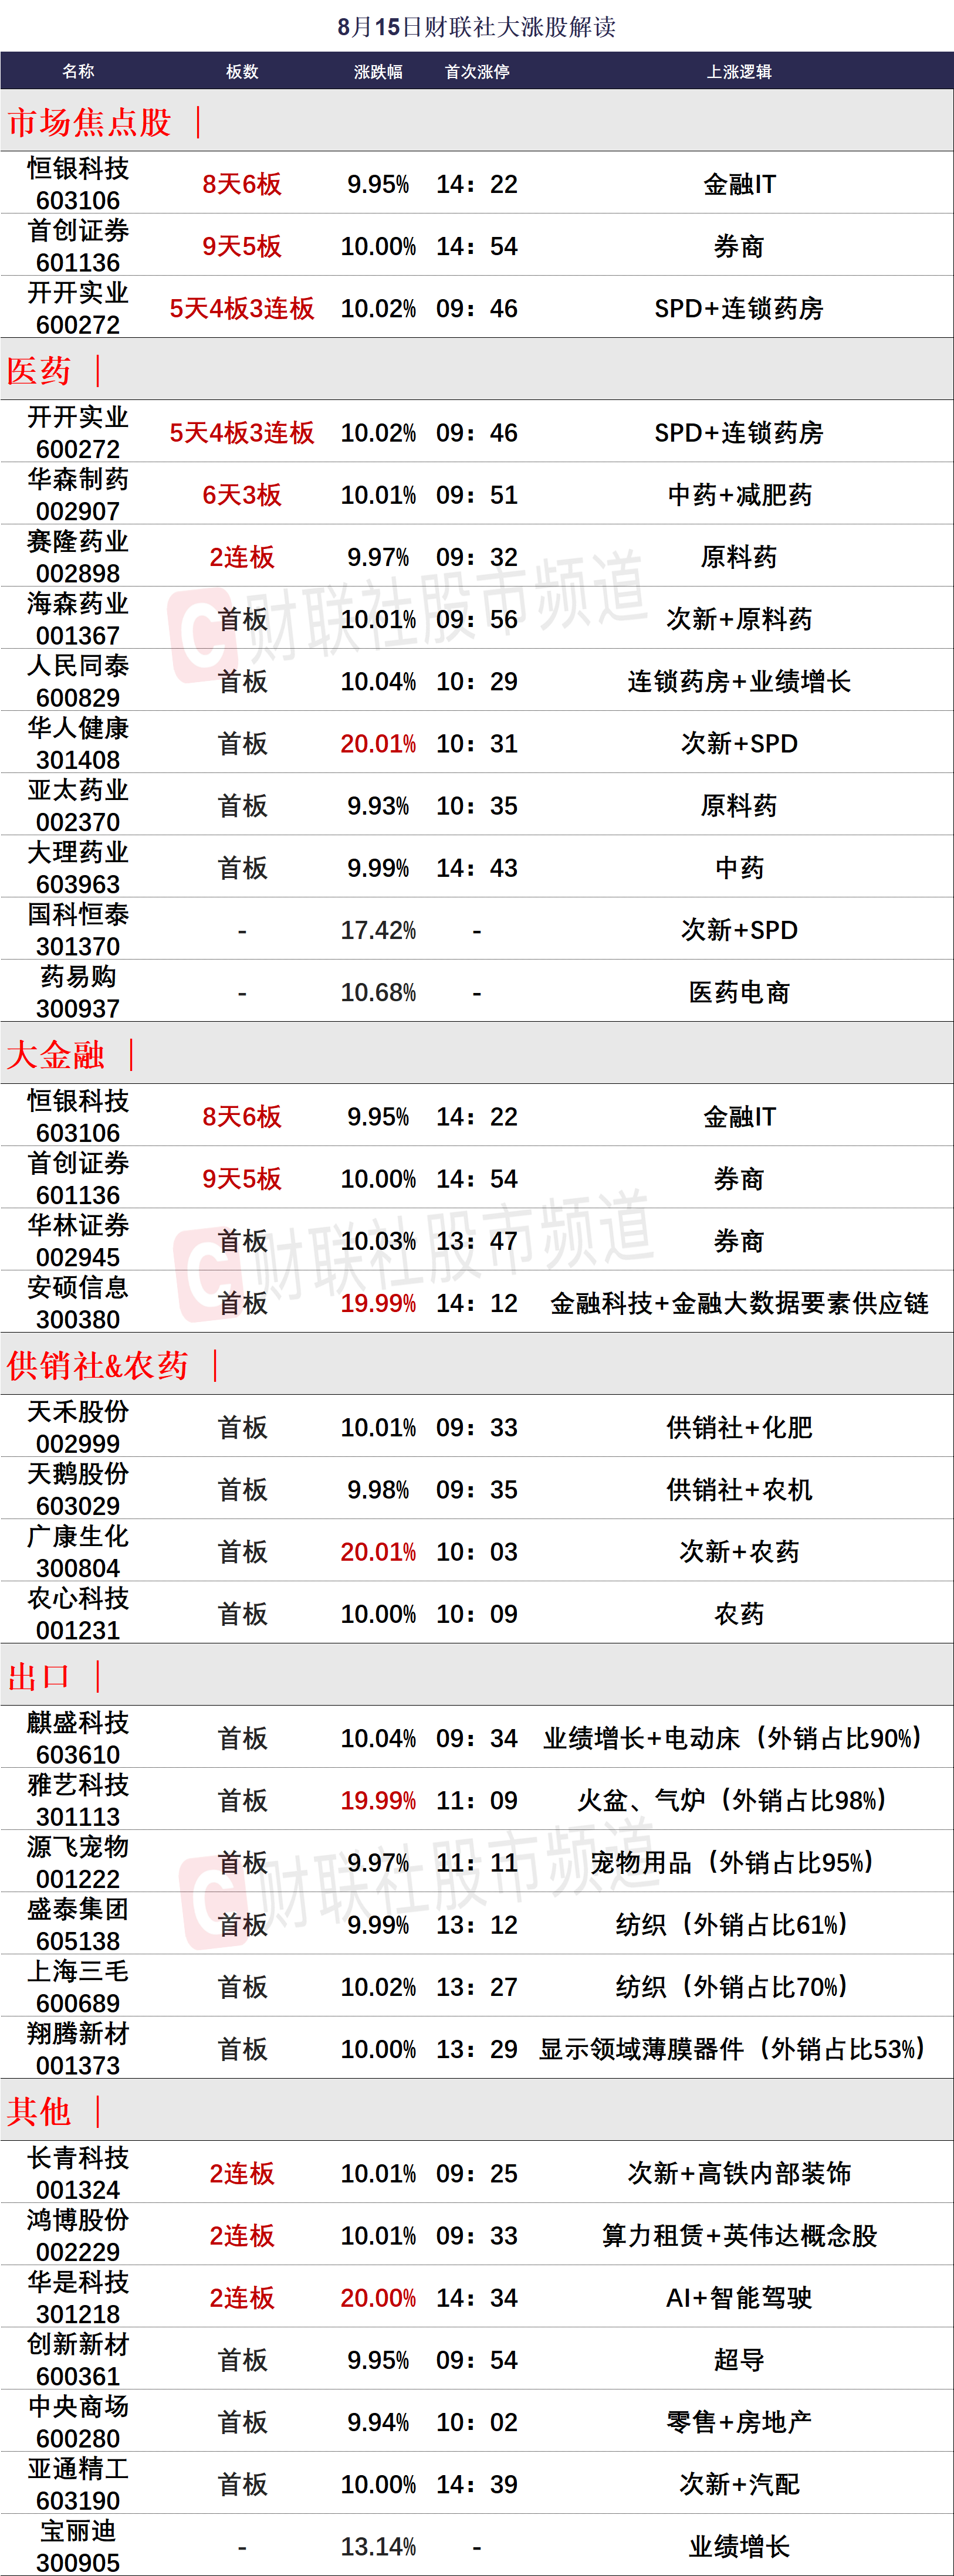 8月15日财联社大涨股解读
名称 板数 涨跌幅 首次涨停 上涨逻辑
市场焦点股 ｜
恒银科技
603106 8天6板 9.95% 14：22 金融IT
首创证券
601136 9天5板 10.00% 14：54 券商
开开实业
600272 5天4板3连板 10.02% 09：46 SPD+连锁药房
医药 ｜
开开实业
600272 5天4板3连板 10.02% 09：46 SPD+连锁药房
华森制药
002907 6天3板 10.01% 09：51 中药+减肥药
赛隆药业
002898 2连板 9.97% 09：32 原料药
海森药业
001367 首板 10.01% 09：56 次新+原料药
人民同泰
600829 首板 10.04% 10：29 连锁药房+业绩增长
华人健康
301408 首板 20.01% 10：31 次新+SPD
亚太药业
002370 首板 9.93% 10：35 原料药
大理药业
603963 首板 9.99% 14：43 中药
国科恒泰
301370 - 17.42% - 次新+SPD
药易购
300937 - 10.68% - 医药电商
大金融 ｜
恒银科技
603106 8天6板 9.95% 14：22 金融IT
首创证券
601136 9天5板 10.00% 14：54 券商
华林证券
002945 首板 10.03% 13：47 券商
安硕信息
300380 首板 19.99% 14：12 金融科技+金融大数据要素供应链
供销社&农药 ｜
天禾股份
002999 首板 10.01% 09：33 供销社+化肥
天鹅股份
603029 首板 9.98% 09：35 供销社+农机
广康生化
300804 首板 20.01% 10：03 次新+农药
农心科技
001231 首板 10.00% 10：09 农药
出口 ｜
麒盛科技
603610 首板 10.04% 09：34 业绩增长+电动床（外销占比90%）
雅艺科技
301113 首板 19.99% 11：09 火盆、气炉（外销占比98%）
源飞宠物
001222 首板 9.97% 11：11 宠物用品（外销占比95%）
盛泰集团
605138 首板 9.99% 13：12 纺织（外销占比61%）
上海三毛
600689 首板 10.02% 13：27 纺织（外销占比70%）
翔腾新材
001373 首板 10.00% 13：29 显示领域薄膜器件（外销占比53%）
其他 ｜
长青科技
001324 2连板 10.01% 09：25 次新+高铁内部装饰
鸿博股份
002229 2连板 10.01% 09：33 算力租赁+英伟达概念股
华是科技
301218 2连板 20.00% 14：34 AI+智能驾驶
创新新材
600361 首板 9.95% 09：54 超导
中央商场
600280 首板 9.94% 10：02 零售+房地产
亚通精工
603190 首板 10.00% 14：39 次新+汽配
宝丽迪
300905 - 13.14% - 业绩增长
C 财联社股市频道
C 财联社股市频道
C 财联社股市频道